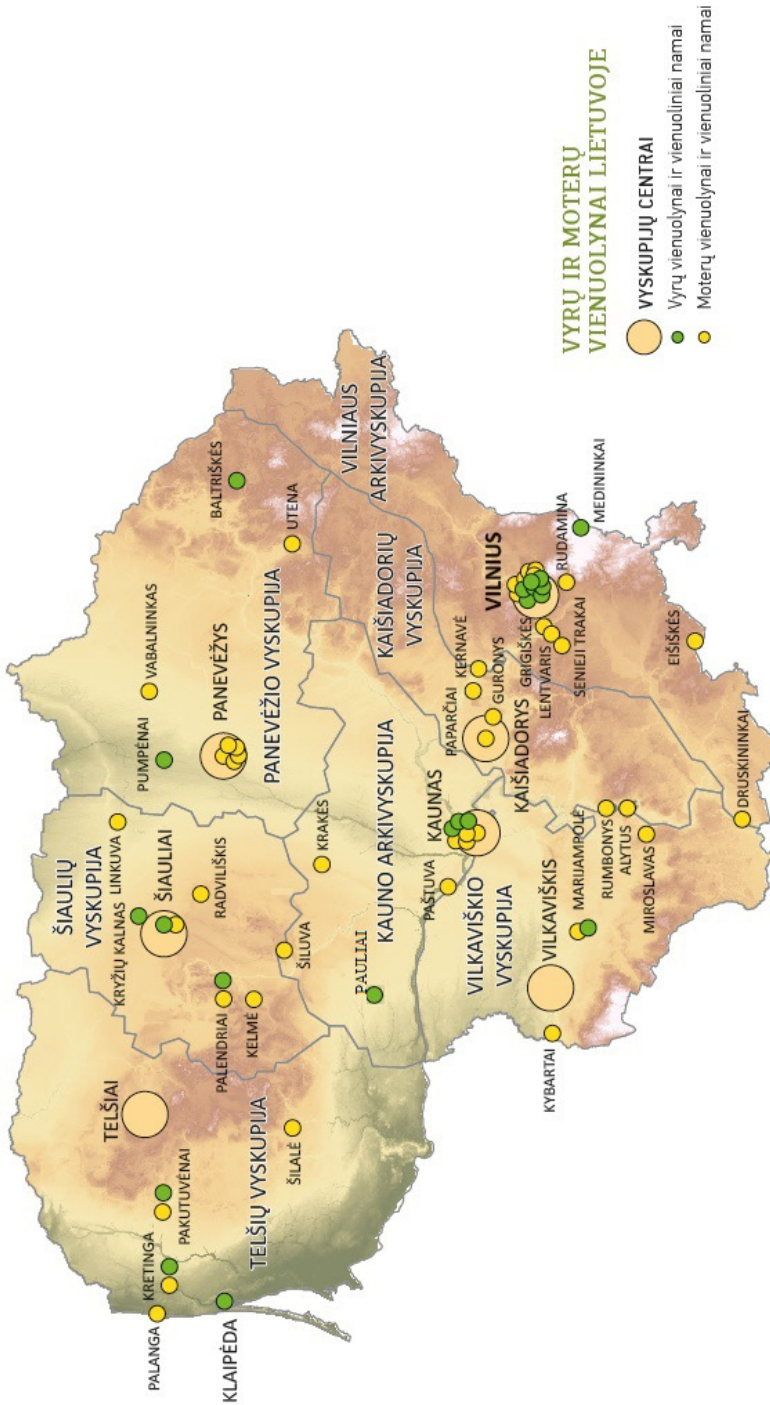 ŠIAULIŲ
VYSKUPIJA
KRYŽIŲ KALNAS
LINKUVA
ŠIAULIAI
RADVILIŠKIS
PUMPĖNAI
VABALNINKAS
PANEVĖŽYS
PANEVĖŽIO VYSKUPIJA
BALTRIŠKĖS
UTENA
TELŠIAI
PALANGA
KRETINGA
PAKUTUVĖNAI
KLAIPĖDA
TELŠIŲ VYSKUPIJA
ŠILALĖ
PALENDRIAI
KELMĖ
ŠILUVA
KRAKĖS
PAULIAI
KAUNO ARKIVYSKUPIJA
KAIŠIADORIŲ
VYSKUPIJA
VILNIAUS
ARKIVYSKUPIJA
PAŠTUVA
KAUNAS
PAPARČIAI
KERNAVĖ
GURONYS
KAIŠIADORYS
VILKAVIŠKIO
VYSKUPIJA
VILNIUS
GRIGIŠKĖS
LENTVARIS
SENIEJI TRAKAI
RUDAMINA
MEDININKAI
KYBARTAI
VILKAVIŠKIS
MARIJAMPOLĖ
RUMBONYS
ALYTUS
MIROSLAVAS
EIŠIŠKĖS
DRUSKININKAI
VYRŲ IR MOTERŲ
VIENUOLYNAI LIETUVOJE
VYSKUPIJŲ CENTRAI
Vyrų vienuolynai ir vienuoliniai namai
Moterų vienuolynai ir vienuoliniai namai